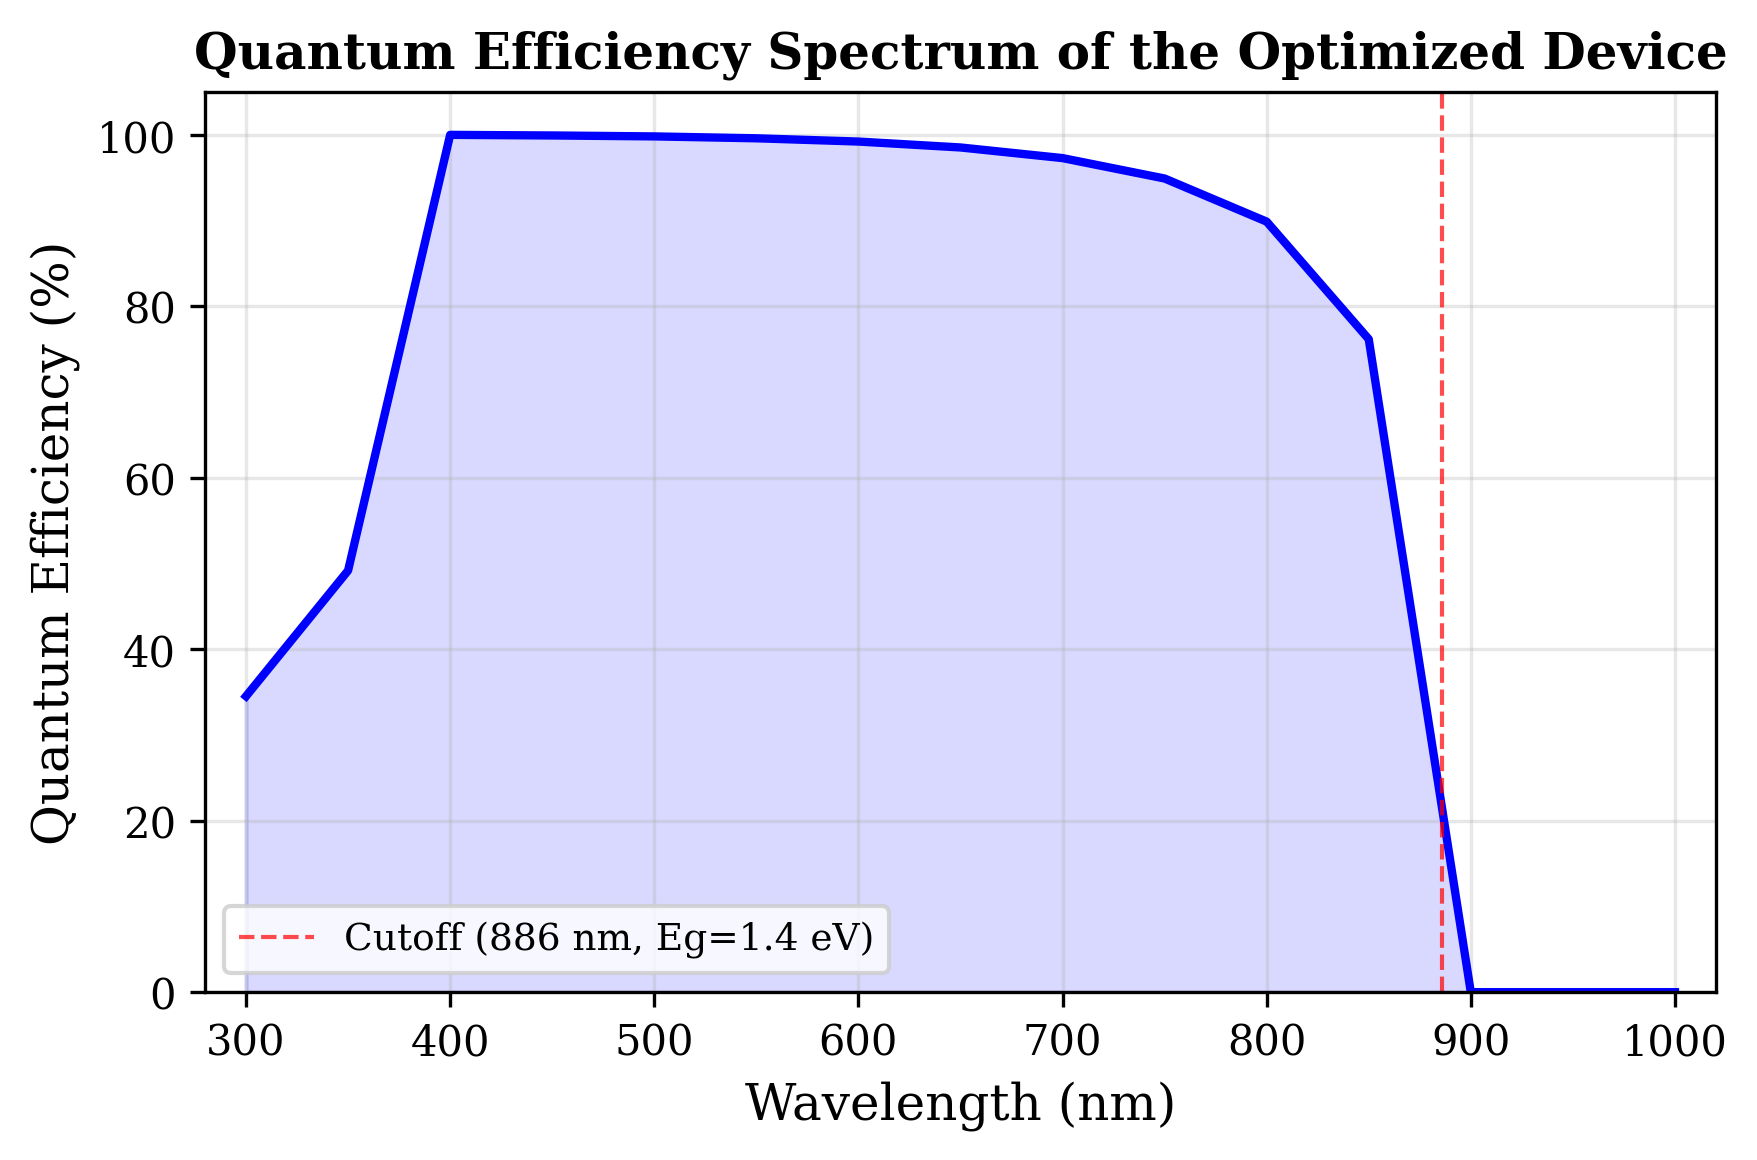 Quantum Efficiency Spectrum of the Optimized Device
Quantum Efficiency (%)
100
80
60
40
20
0
Cutoff (886 nm, Eg=1.4 eV)
300 400 500 600 700 800 900 1000
Wavelength (nm)